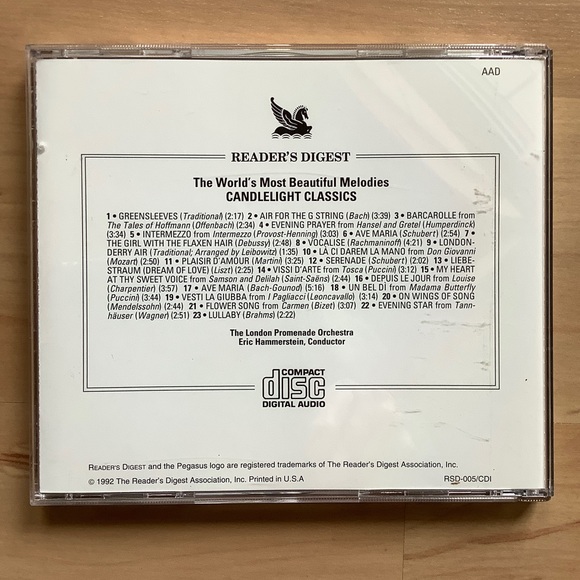 AAD
READER'S DIGEST
The World's Most Beautiful Melodies
CANDLELIGHT CLASSICS
1 • GREENSLEEVES (Traditional) (2:17) 2 • AIR FOR THE G STRING (Bach) (3:39) 3 • BARCAROLLE from
The Tales of Hoffmann (Offenbach) (2:34) 4 • EVENING PRAYER from Hansel and Gretel (Humperdinck)
(3:34) 5 • INTERMEZZO from Intermezzo (Provost-Henning) (3:03) 6 • AVE MARIA (Schubert) (2:54) 7 •
THE GIRL WITH THE FLAXEN HAIR (Debussy) (2:48) 8 • VOCALISE (Rachmaninoff) (4:21) 9 • LONDON-
DERRY AIR (Traditional; Arranged by Leibowitz) (1:35) 10 • LÀ CI DAREM LA MANO from Don Giovanni
(Mozart) (2:50) 11 • PLAISIR D'AMOUR (Martini) (3:25) 12 • SERENADE (Schubert) (2:02) 13 • LIEBE-
STRAUM (DREAM OF LOVE) (Liszt) (2:25) 14 • VISSI D'ARTE from Tosca (Puccini) (3:12) 15 • MY HEART
AT THY SWEET VOICE from Samson and Delilah (Saint-Saëns) (2:44) 16 • DEPUIS LE JOUR from Louise
(Charpentier) (3:57) 17 • AVE MARIA (Bach-Gounod) (5:16) 18 • UN BEL DÌ from Madama Butterfly
(Puccini) (3:44) 19 • VESTI LA GIUBBA from I Pagliacci (Leoncavallo) (3:14) 20 • ON WINGS OF SONG
(Mendelssohn) (2:44) 21 • FLOWER SONG from Carmen (Bizet) (3:07) 22 • EVENING STAR from Tann-
häuser (Wagner) (2:51) 23 • LULLABY (Brahms) (2:22)
The London Promenade Orchestra
Eric Hammerstein, Conductor
COMPACT
disc
DIGITAL AUDIO
READER'S DIGEST and the Pegasus logo are registered trademarks of The Reader's Digest Association, Inc.
© 1992 The Reader's Digest Association, Inc. Printed in U.S.A
RSD-005/CDI